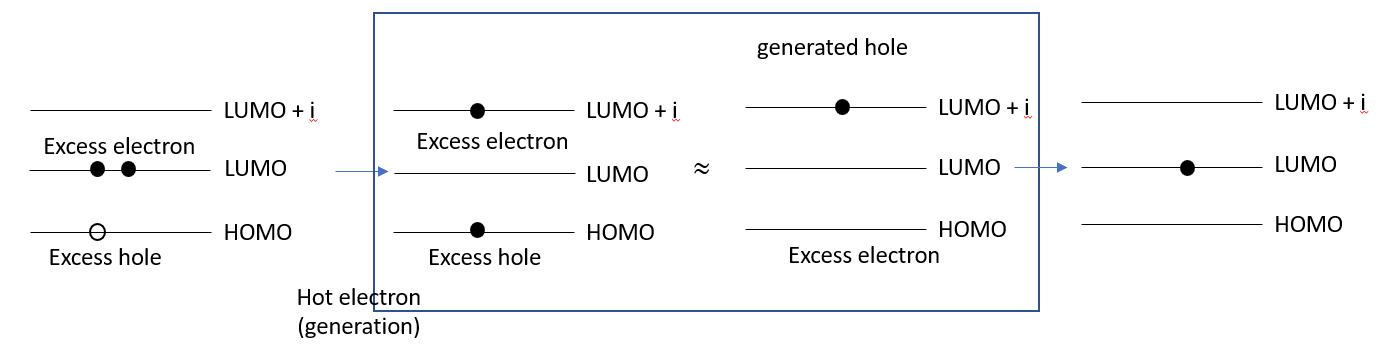 LUMO + i
Excess electron
LUMO
HOMO
Excess hole
Hot electron
(generation)
LUMO + i
Excess electron
LUMO
HOMO
Excess hole
≈
generated hole
LUMO + i
LUMO
HOMO
Excess electron
LUMO + i
LUMO
HOMO